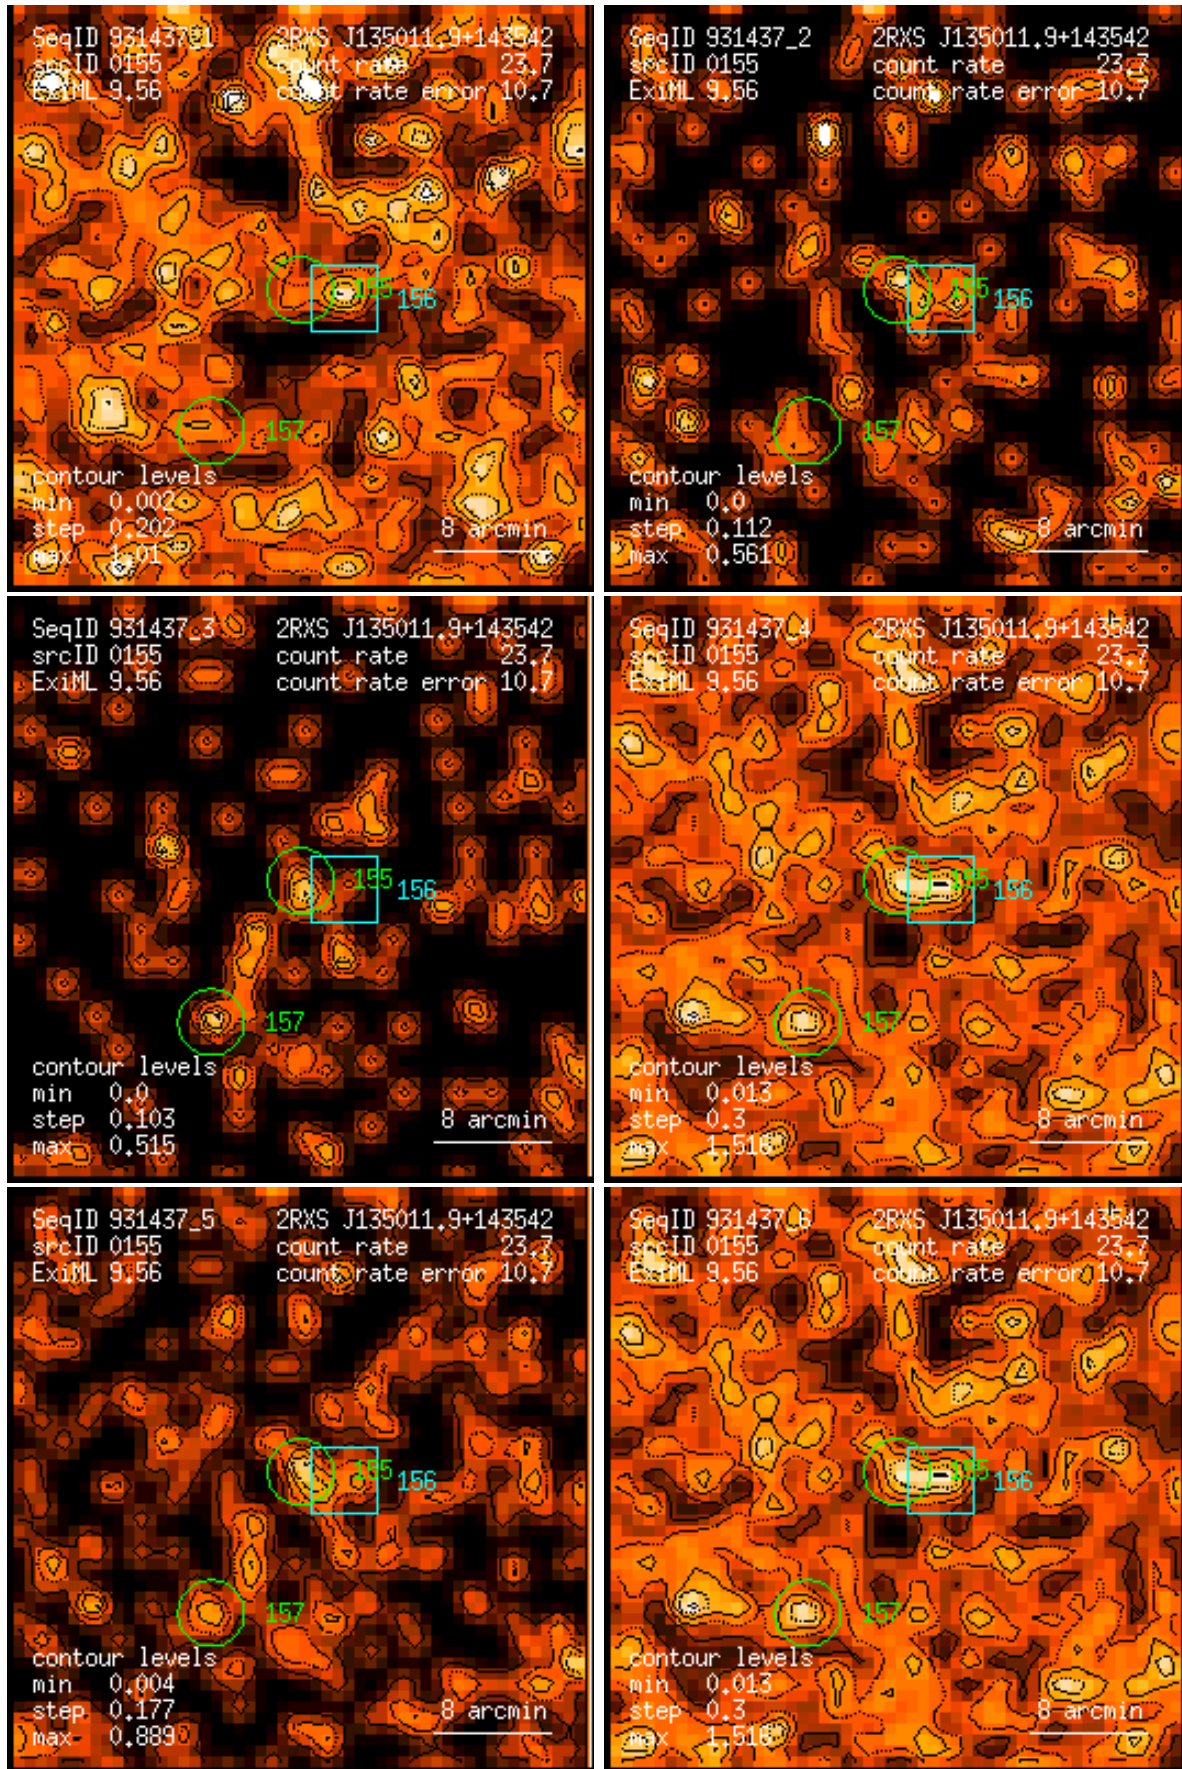 SeqID 931437_1 2RXS J135011.9+143542
srcID 0155 count rate 23.7
ExiML 9.56 count rate error 10.7
155
156
157
contour levels
min 0.002
step 0.202
max 1.01
8 arcmin
SeqID 931437_2 2RXS J135011.9+143542
srcID 0155 count rate 23.7
ExiML 9.56 count rate error 10.7
155
156
157
contour levels
min 0.0
step 0.112
max 0.561
8 arcmin
SeqID 931437_3 2RXS J135011.9+143542
srcID 0155 count rate 23.7
ExiML 9.56 count rate error 10.7
155
156
157
contour levels
min 0.0
step 0.103
max 0.515
8 arcmin
SeqID 931437_4 2RXS J135011.9+143542
srcID 0155 count rate 23.7
ExiML 9.56 count rate error 10.7
155
156
157
contour levels
min 0.013
step 0.3
max 1.516
8 arcmin
SeqID 931437_5 2RXS J135011.9+143542
srcID 0155 count rate 23.7
ExiML 9.56 count rate error 10.7
155
156
157
contour levels
min 0.004
step 0.177
max 0.889
8 arcmin
SeqID 931437_6 2RXS J135011.9+143542
srcID 0155 count rate 23.7
ExiML 9.56 count rate error 10.7
155
156
157
contour levels
min 0.013
step 0.3
max 1.516
8 arcmin